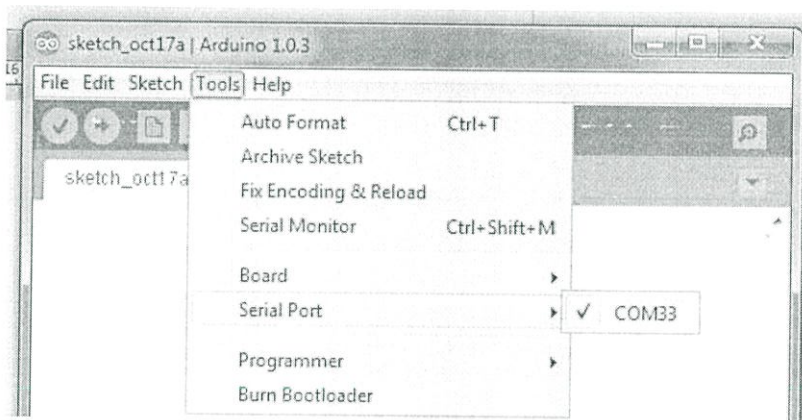 sketch_oct17a | Arduino 1.0.3
16
File Edit Sketch Tools Help
sketch_oct17a
Auto Format Ctrl+T
Archive Sketch
Fix Encoding & Reload
Serial Monitor Ctrl+Shift+M
Board
Serial Port
✓ COM33
Programmer
Burn Bootloader